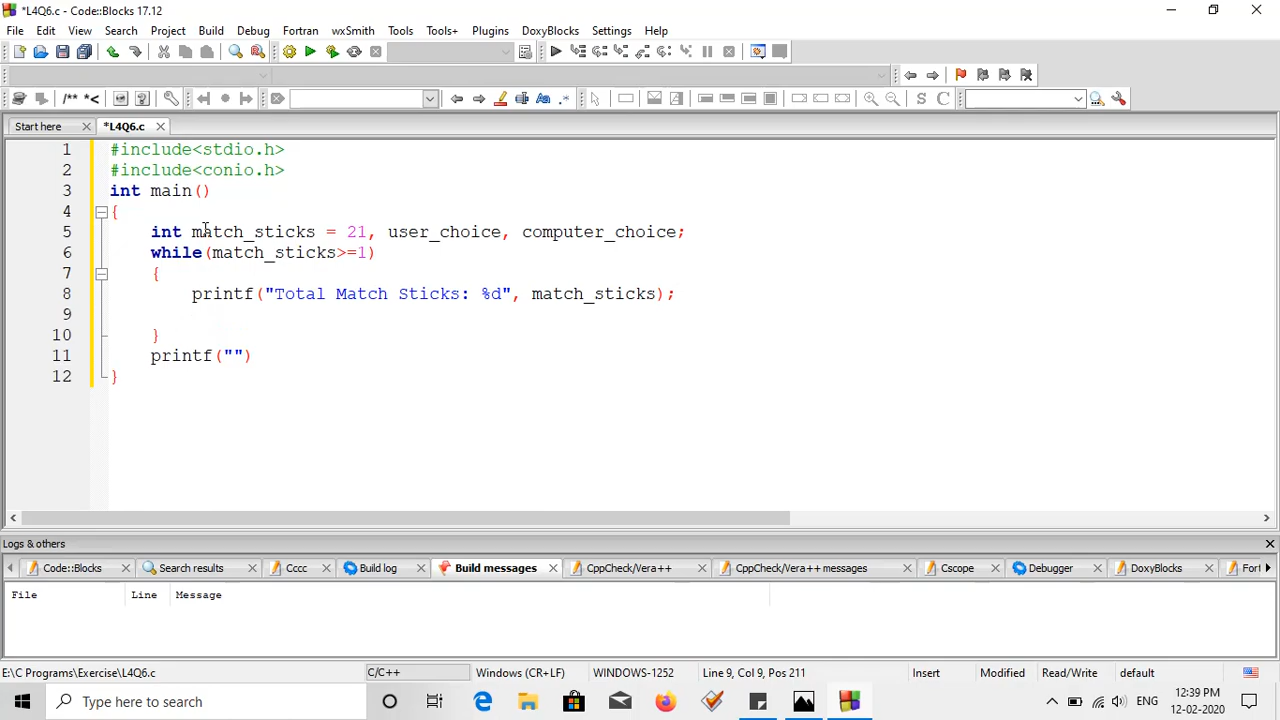 *L4Q6.c - Code::Blocks 17.12
File Edit View Search Project Build Debug Fortran wxSmith Tools Tools+ Plugins DoxyBlocks Settings Help
/** *<
S C
Start here *L4Q6.c
1 #include<stdio.h>
2 #include<conio.h>
3 int main()
4 {
5 int match_sticks = 21, user_choice, computer_choice;
6 while(match_sticks>=1)
7 {
8 printf("Total Match Sticks: %d", match_sticks);
9
10 }
11 printf("")
12 }
Logs & others
Code::Blocks Search results Cccc Build log Build messages CppCheck/Vera++ CppCheck/Vera++ messages Cscope Debugger DoxyBlocks For
File Line Message
E:\C Programs\Exercise\L4Q6.c C/C++ Windows (CR+LF) WINDOWS-1252 Line 9, Col 9, Pos 211 Insert Modified Read/Write default
Type here to search
ENG
12:39 PM
12-02-2020